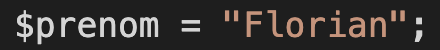 $prenom = "Florian";